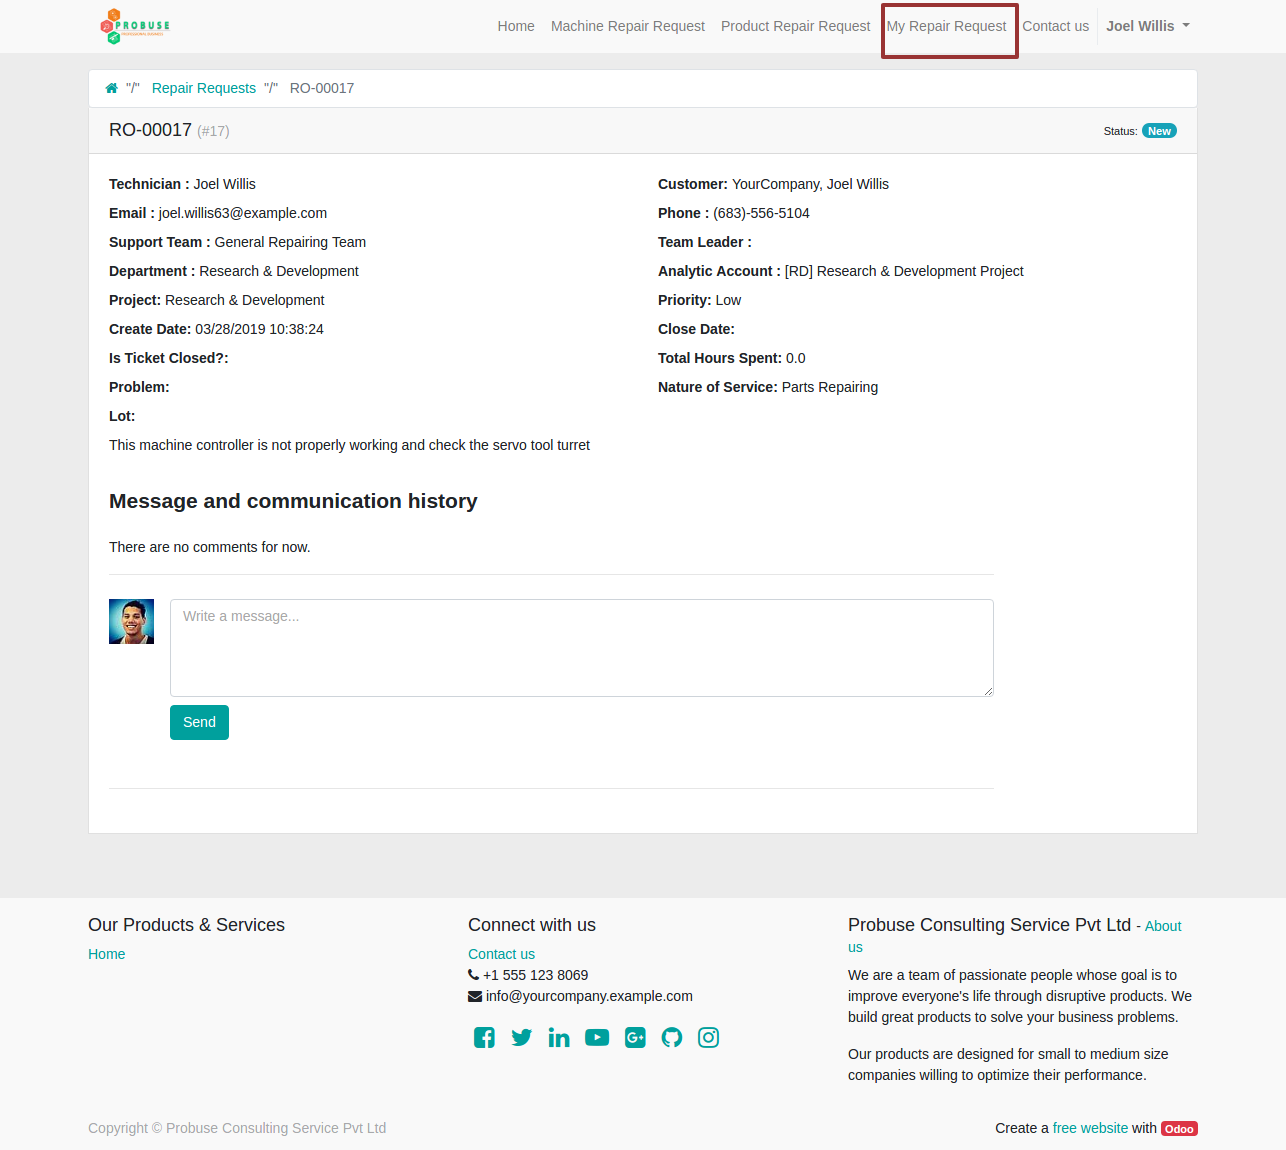 PROBUSE
Home Machine Repair Request Product Repair Request My Repair Request Contact us Joel Willis
"/" Repair Requests "/" RO-00017
RO-00017 (#17) Status: New
Technician : Joel Willis Customer: YourCompany, Joel Willis
Email : joel.willis63@example.com Phone : (683)-556-5104
Support Team : General Repairing Team Team Leader :
Department : Research & Development Analytic Account : [RD] Research & Development Project
Project: Research & Development Priority: Low
Create Date: 03/28/2019 10:38:24 Close Date:
Is Ticket Closed?: Total Hours Spent: 0.0
Problem: Nature of Service: Parts Repairing
Lot:
This machine controller is not properly working and check the servo tool turret
Message and communication history
There are no comments for now.
Write a message...
Send
Our Products & Services
Home
Connect with us
Contact us
+1 555 123 8069
info@yourcompany.example.com
Probuse Consulting Service Pvt Ltd - About
us
We are a team of passionate people whose goal is to
improve everyone's life through disruptive products. We
build great products to solve your business problems.
Our products are designed for small to medium size
companies willing to optimize their performance.
Copyright © Probuse Consulting Service Pvt Ltd
Create a free website with Odoo